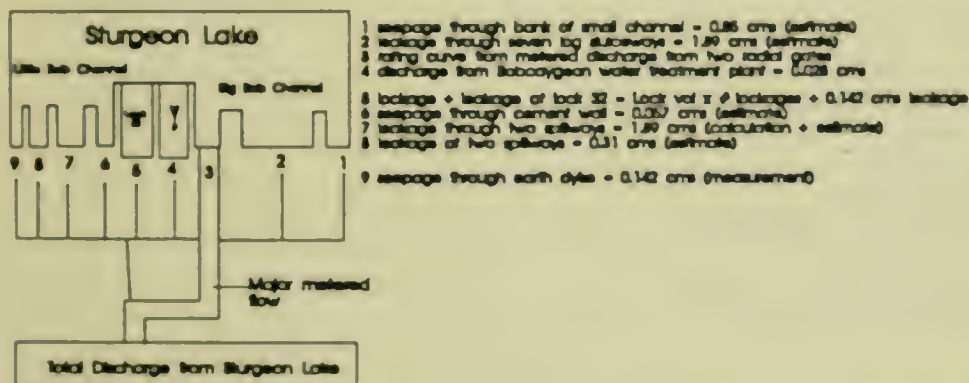 Sturgeon Lake
Little Bob Channel
Big Bob Channel
9 8 7 6 5 4 3 2 1
1 seepage through bank of small channel - 0.85 cms (estimate)
2 leakage through seven log sluiceways - 1.89 cms (estimate)
3 rating curve from metered discharge from two radial gates
4 discharge from Bobcaygeon water treatment plant - 0.028 cms
5 lockage + leakage of lock 32 - Lock vol x # lockages + 0.142 cms leakage
6 seepage through cement wall - 0.057 cms (estimate)
7 leakage through two spillways - 1.89 cms (calculation + estimate)
8 leakage of two spillways - 0.31 cms (estimate)
9 seepage through earth dyke - 0.142 cms (measurement)
Major metered
flow
Total Discharge from Sturgeon Lake